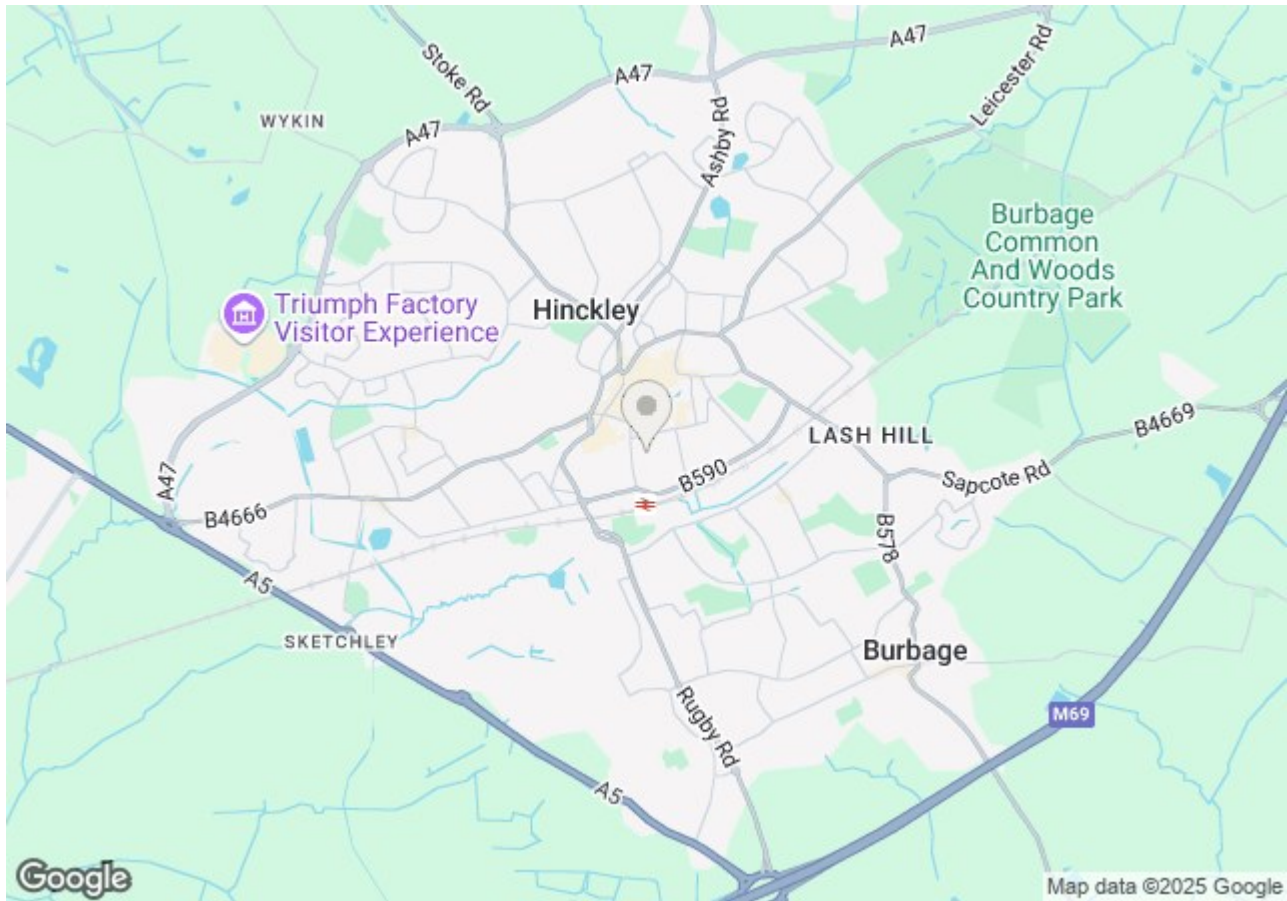 A47
A47
Stoke Rd
Leicester Rd
WYKIN
A47
Ashby Rd
Burbage
Common
And Woods
Country Park
Triumph Factory
Visitor Experience
Hinckley
LASH HILL
B4669
A47
B590
Sapcote Rd
B4666
B578
A5
SKETCHLEY
Burbage
Rugby Rd
M69
A5
Google
Map data ©2025 Google